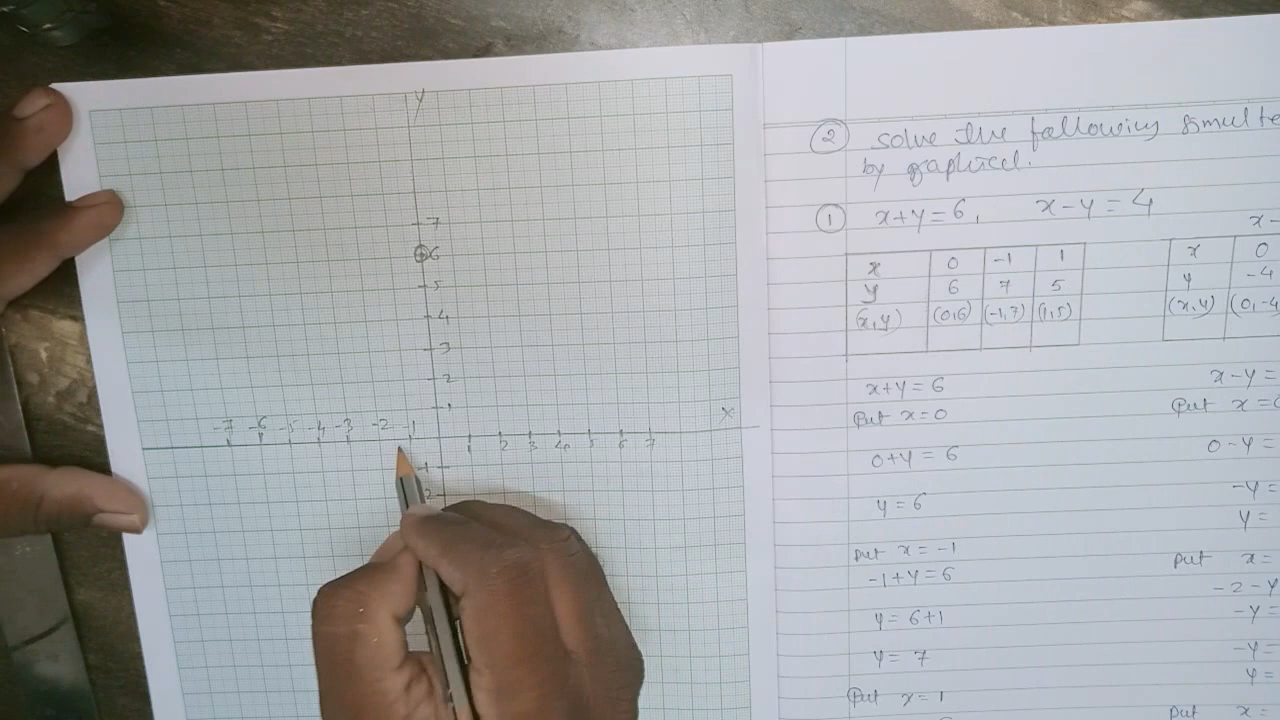 y
7
6
5
4
3
2
1
x
-7 -6 -5 -4 -3 -2 -1
1 2 3 4 5 6 7
-1
2
② Solve the following simulte
by graphical.
① x+y=6, x-y=4
x-
x 0 -1 1
y 6 7 5
(x,y) (0,6) (-1,7) (1,5)
x 0
y -4
(x,y) (0,-4
x+y=6
Put x=0
0+y=6
y=6
Put x=-1
-1+y=6
y=6+1
y=7
Put x=1
x-y=
Put x=0
0-y=
-y=
y=
Put x=
-2-y
-y=
-y=
y=
Put x=